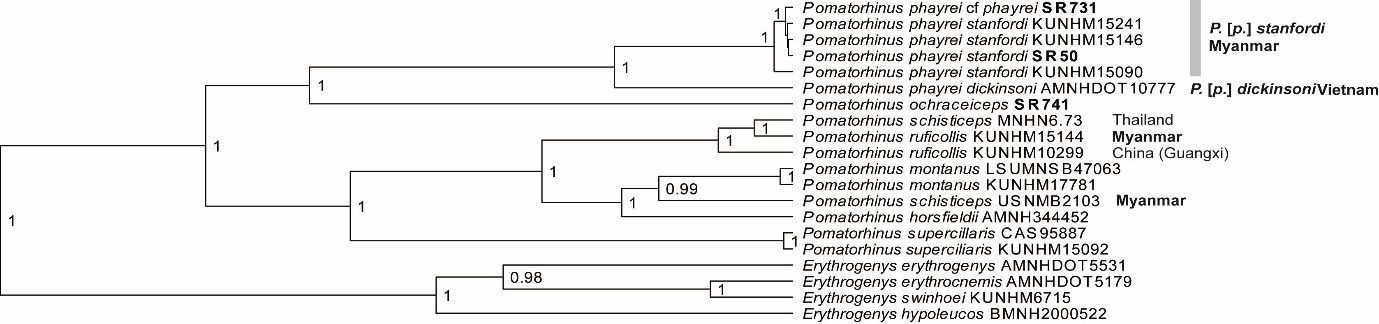 Pomatorhinus phayrei cf phayrei SR731
Pomatorhinus phayrei stanfordi KUNHM15241
Pomatorhinus phayrei stanfordi KUNHM15146
Pomatorhinus phayrei stanfordi SR50
Pomatorhinus phayrei stanfordi KUNHM15090
P. [p.] stanfordi
Myanmar
Pomatorhinus phayrei dickinsoni AMNHDOT10777 P. [p.] dickinsoni Vietnam
Pomatorhinus ochraceiceps SR741
Pomatorhinus schisticeps MNHN6.73 Thailand
Pomatorhinus ruficollis KUNHM15144 Myanmar
Pomatorhinus ruficollis KUNHM10299 China (Guangxi)
Pomatorhinus montanus LSUMNSB47063
Pomatorhinus montanus KUNHM17781
Pomatorhinus schisticeps USNMB2103 Myanmar
Pomatorhinus horsfieldii AMNH344452
Pomatorhinus supercillaris CAS95887
Pomatorhinus superciliaris KUNHM15092
Erythrogenys erythrogenys AMNHDOT5531
Erythrogenys erythrocnemis AMNHDOT5179
Erythrogenys swinhoei KUNHM6715
Erythrogenys hypoleucos BMNH2000522
1
1
1
1
1
1
1
1
1
1
0.99
1
1
1
1
0.98
1
1